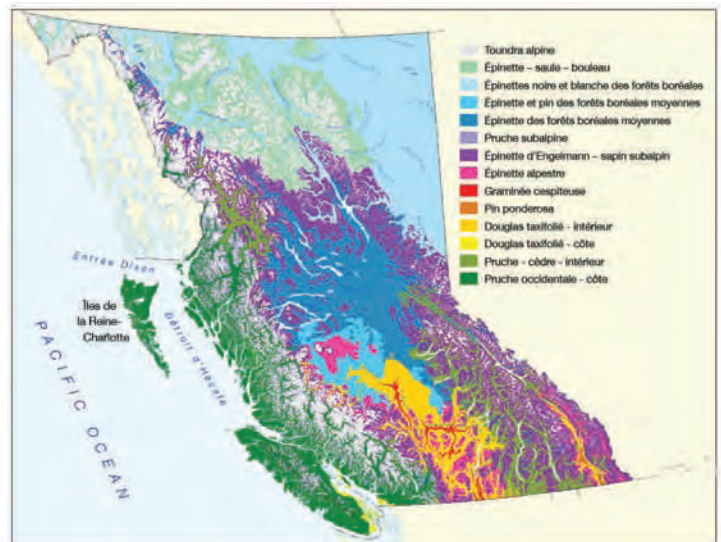 Toundra alpine
Épinette – saule – bouleau
Épinettes noire et blanche des forêts boréales
Épinette et pin des forêts boréales moyennes
Épinette des forêts boréales moyennes
Pruche subalpine
Épinette d'Engelmann – sapin subalpin
Épinette alpestre
Graminée cespiteuse
Pin ponderosa
Douglas taxifolié - intérieur
Douglas taxifolié - côte
Pruche - cèdre - intérieur
Pruche occidentale - côte
Entrée Dixon
Îles de
la Reine-
Charlotte
Détroit d'Hécate
PACIFIC OCEAN